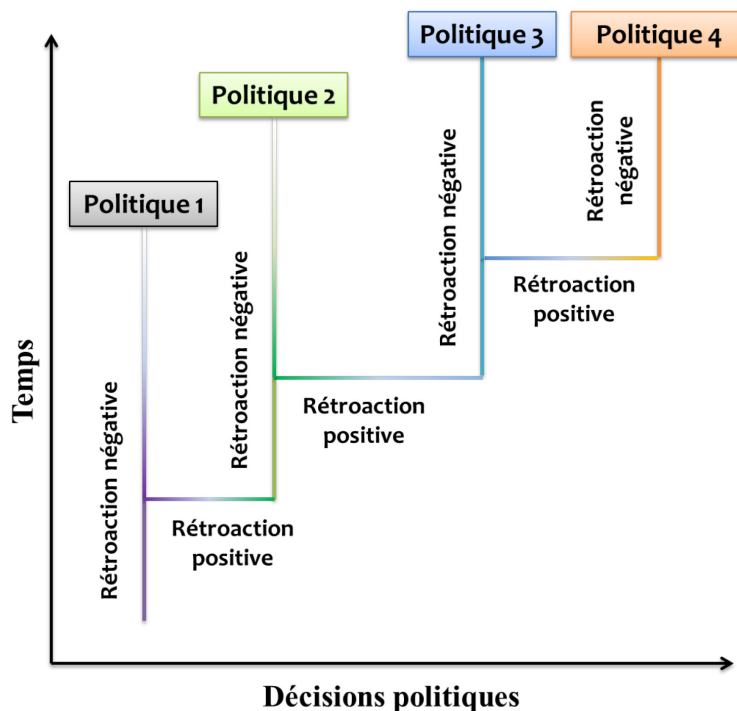 Politique 3
Politique 4
Politique 2
Politique 1
Rétroaction négative
Rétroaction
négative
Rétroaction négative
Rétroaction négative
Rétroaction
positive
Rétroaction
positive
Rétroaction
positive
Temps
Décisions politiques